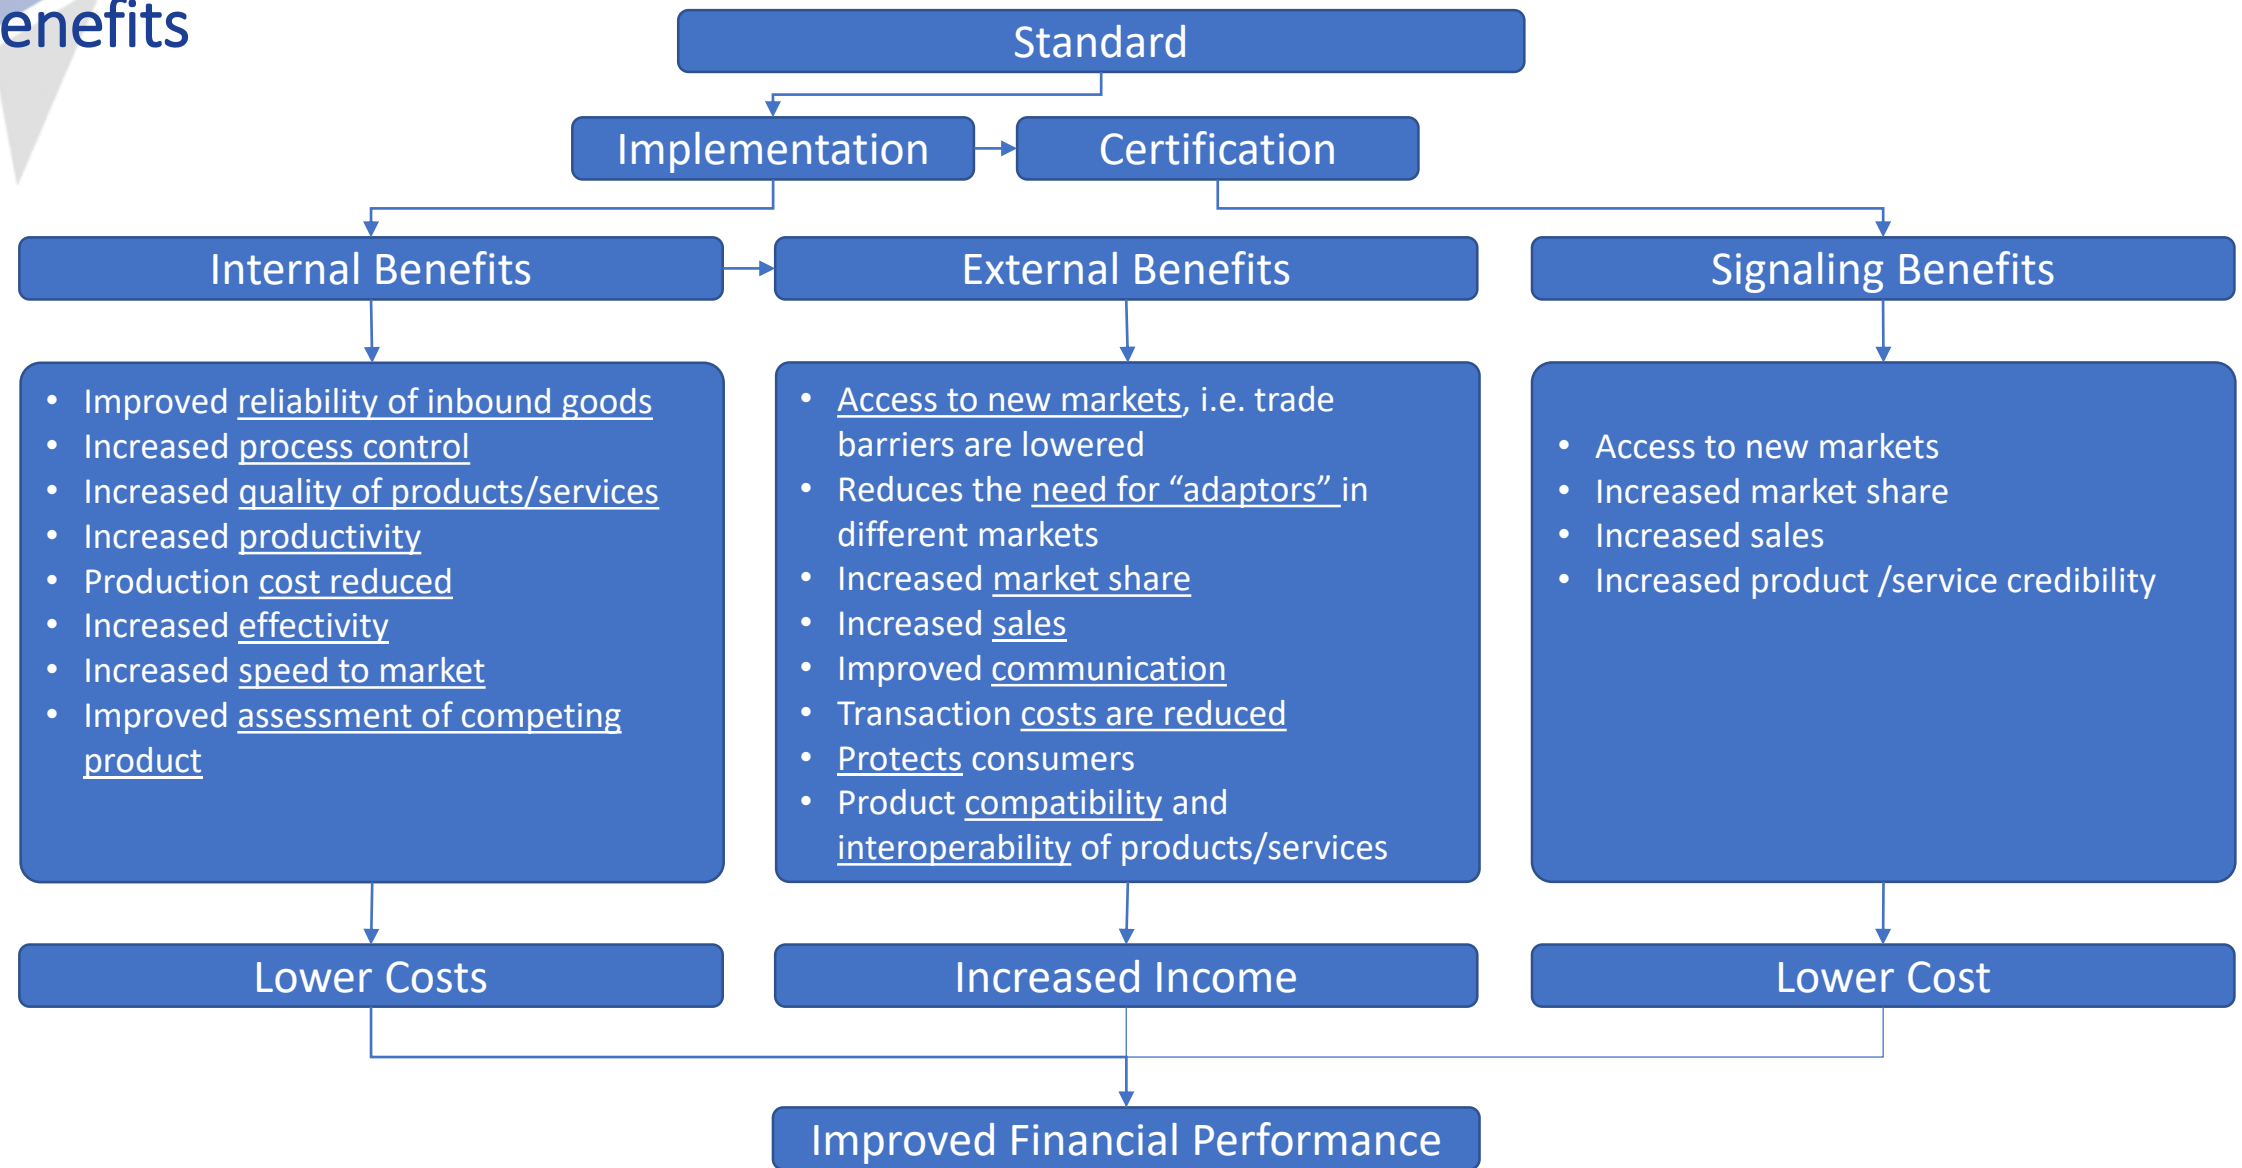 enefits
Standard
Implementation
Certification
Internal Benefits
External Benefits
Signaling Benefits
• Improved reliability of inbound goods
• Increased process control
• Increased quality of products/services
• Increased productivity
• Production cost reduced
• Increased effectivity
• Increased speed to market
• Improved assessment of competing
product
• Access to new markets, i.e. trade
barriers are lowered
• Reduces the need for “adaptors” in
different markets
• Increased market share
• Increased sales
• Improved communication
• Transaction costs are reduced
• Protects consumers
• Product compatibility and
interoperability of products/services
• Access to new markets
• Increased market share
• Increased sales
• Increased product /service credibility
Lower Costs
Increased Income
Lower Cost
Improved Financial Performance